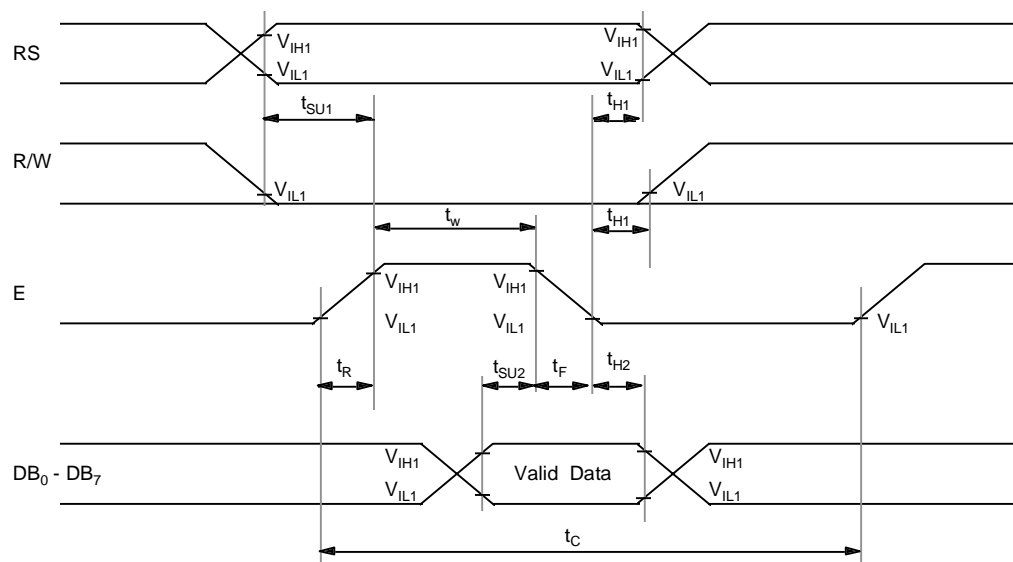 RS
V_IH1
V_IH1
V_IL1
V_IL1
t_SU1
t_H1
R/W
V_IL1
V_IL1
t_w
t_H1
V_IH1
V_IH1
E
V_IL1
V_IL1
V_IL1
t_R
t_SU2
t_F
t_H2
V_IH1
V_IH1
DB_0 - DB_7
Valid Data
V_IL1
V_IL1
t_C